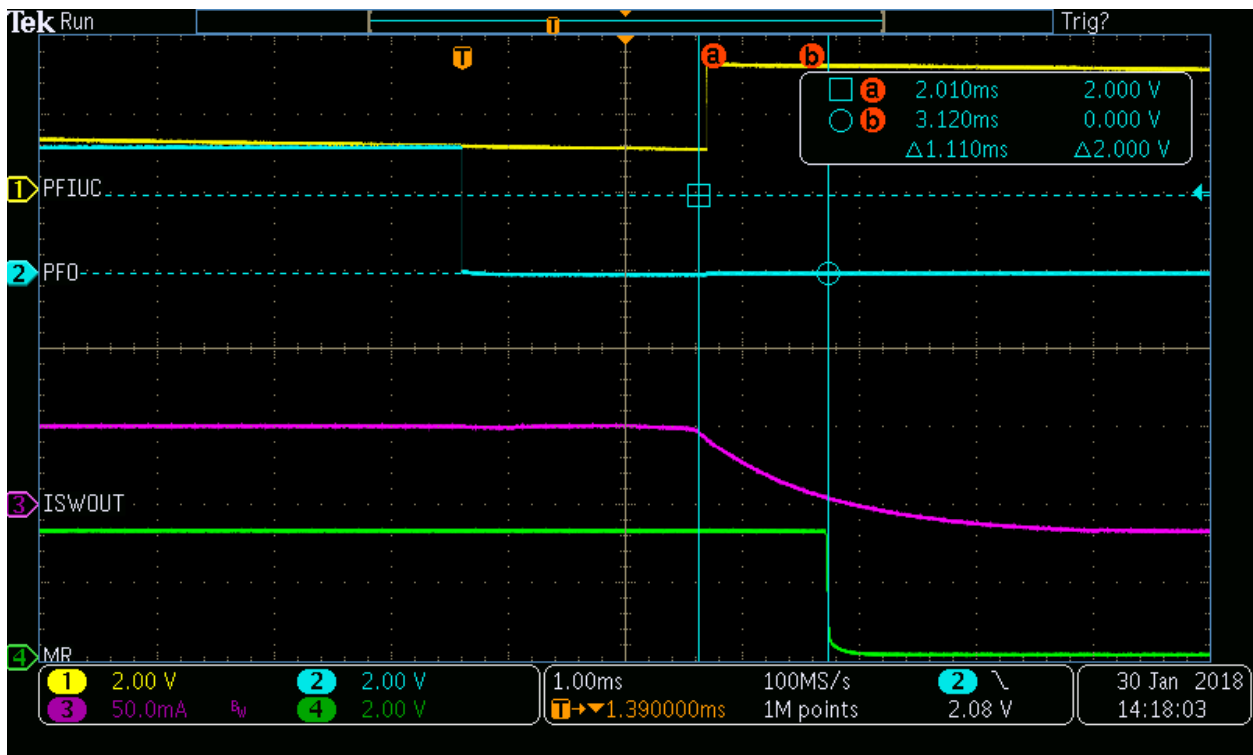 Tek Run Trig?
T
T
a b
a 2.010ms 2.000 V
b 3.120ms 0.000 V
Δ1.110ms Δ2.000 V
1 PFIUC
2 PFO
3 ISWOUT
4 MR
1 2.00 V 2 2.00 V 1.00ms 100MS/s 2 30 Jan 2018
3 50.0mA BW 4 2.00 V T→▼1.390000ms 1M points 2.08 V 14:18:03